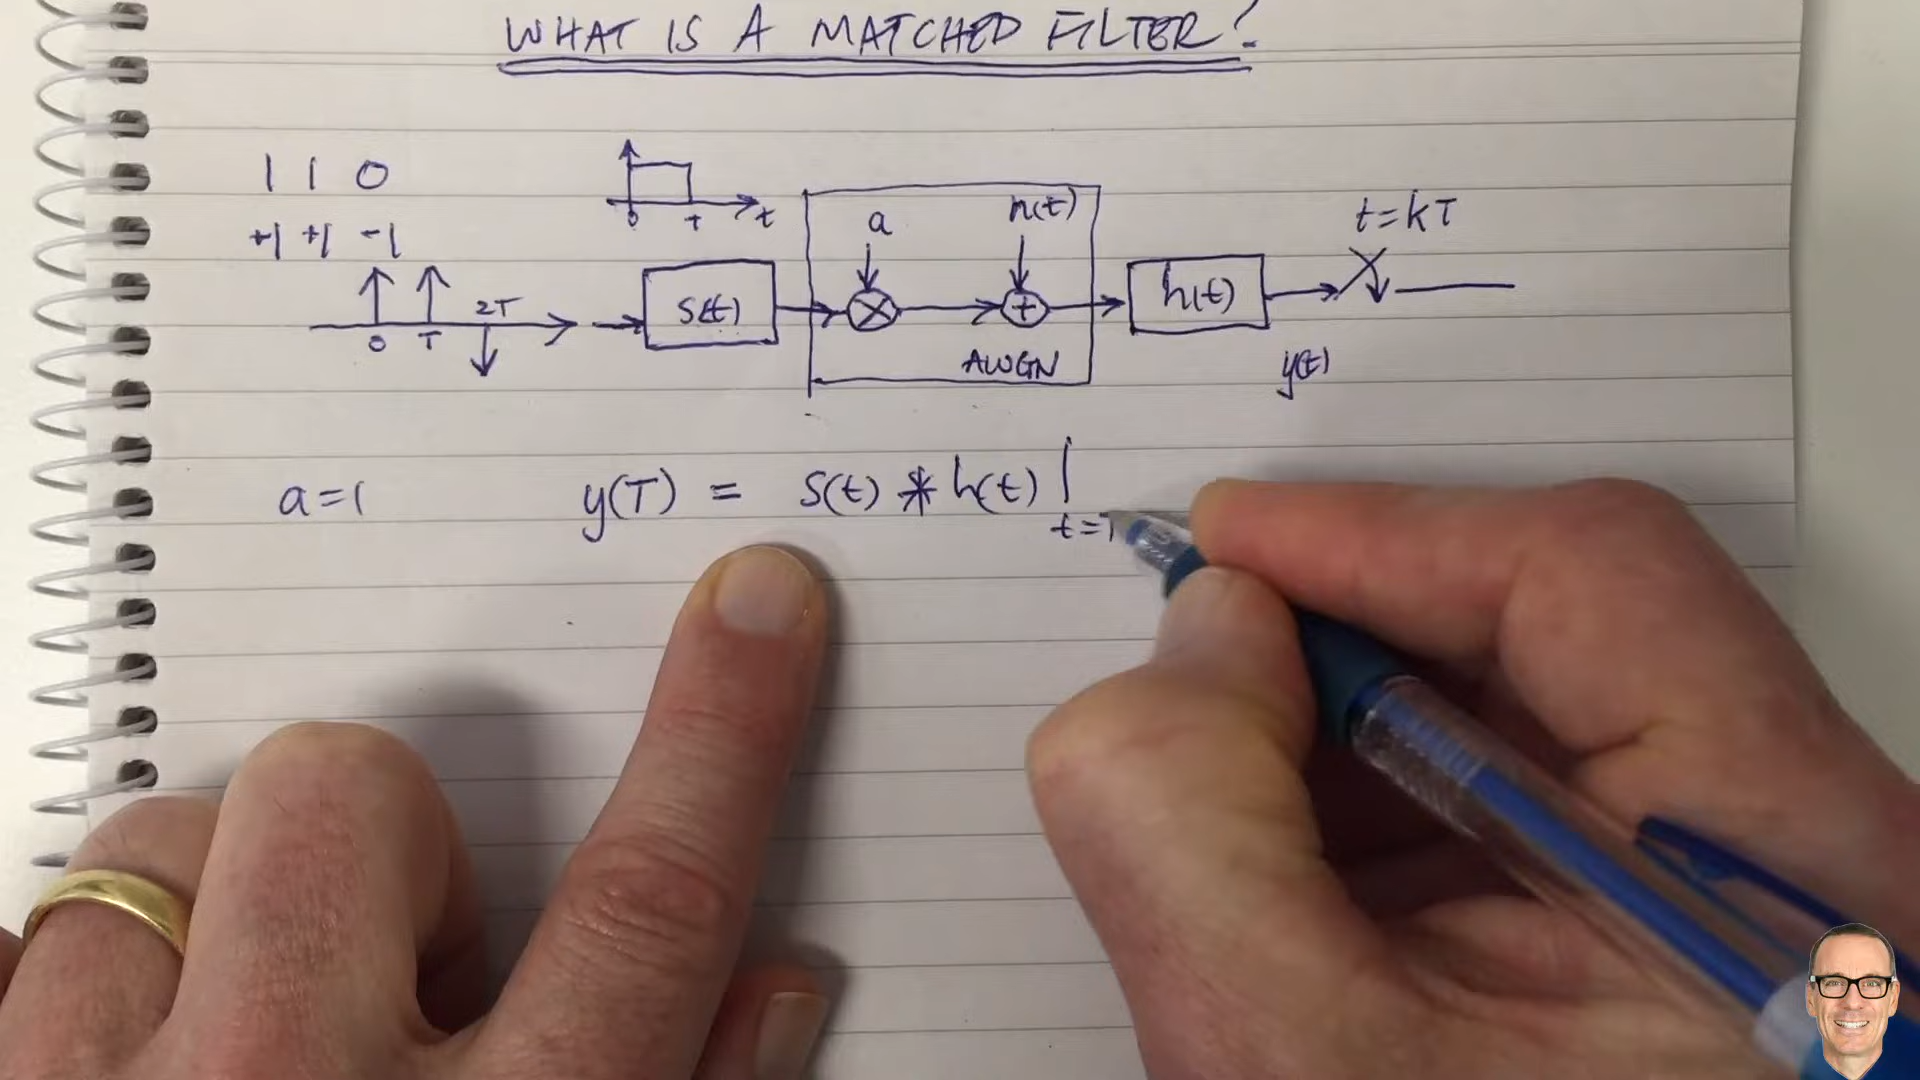 WHAT IS A MATCHED FILTER?
1 1 0
+1 +1 -1
0 T t
a n(t) t=kT
2T
0 T
s(t) h(t)
AWGN y(t)
a=1 y(T) = s(t) * h(t) |
t=T